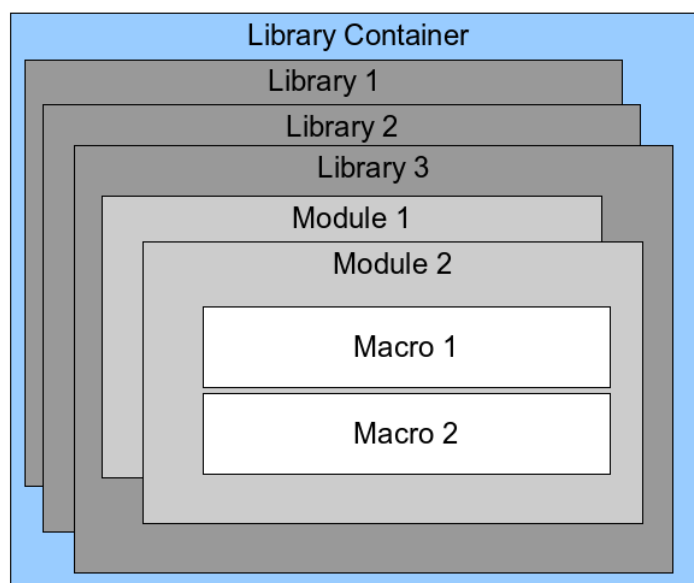 Library Container
Library 1
Library 2
Library 3
Module 1
Module 2
Macro 1
Macro 2